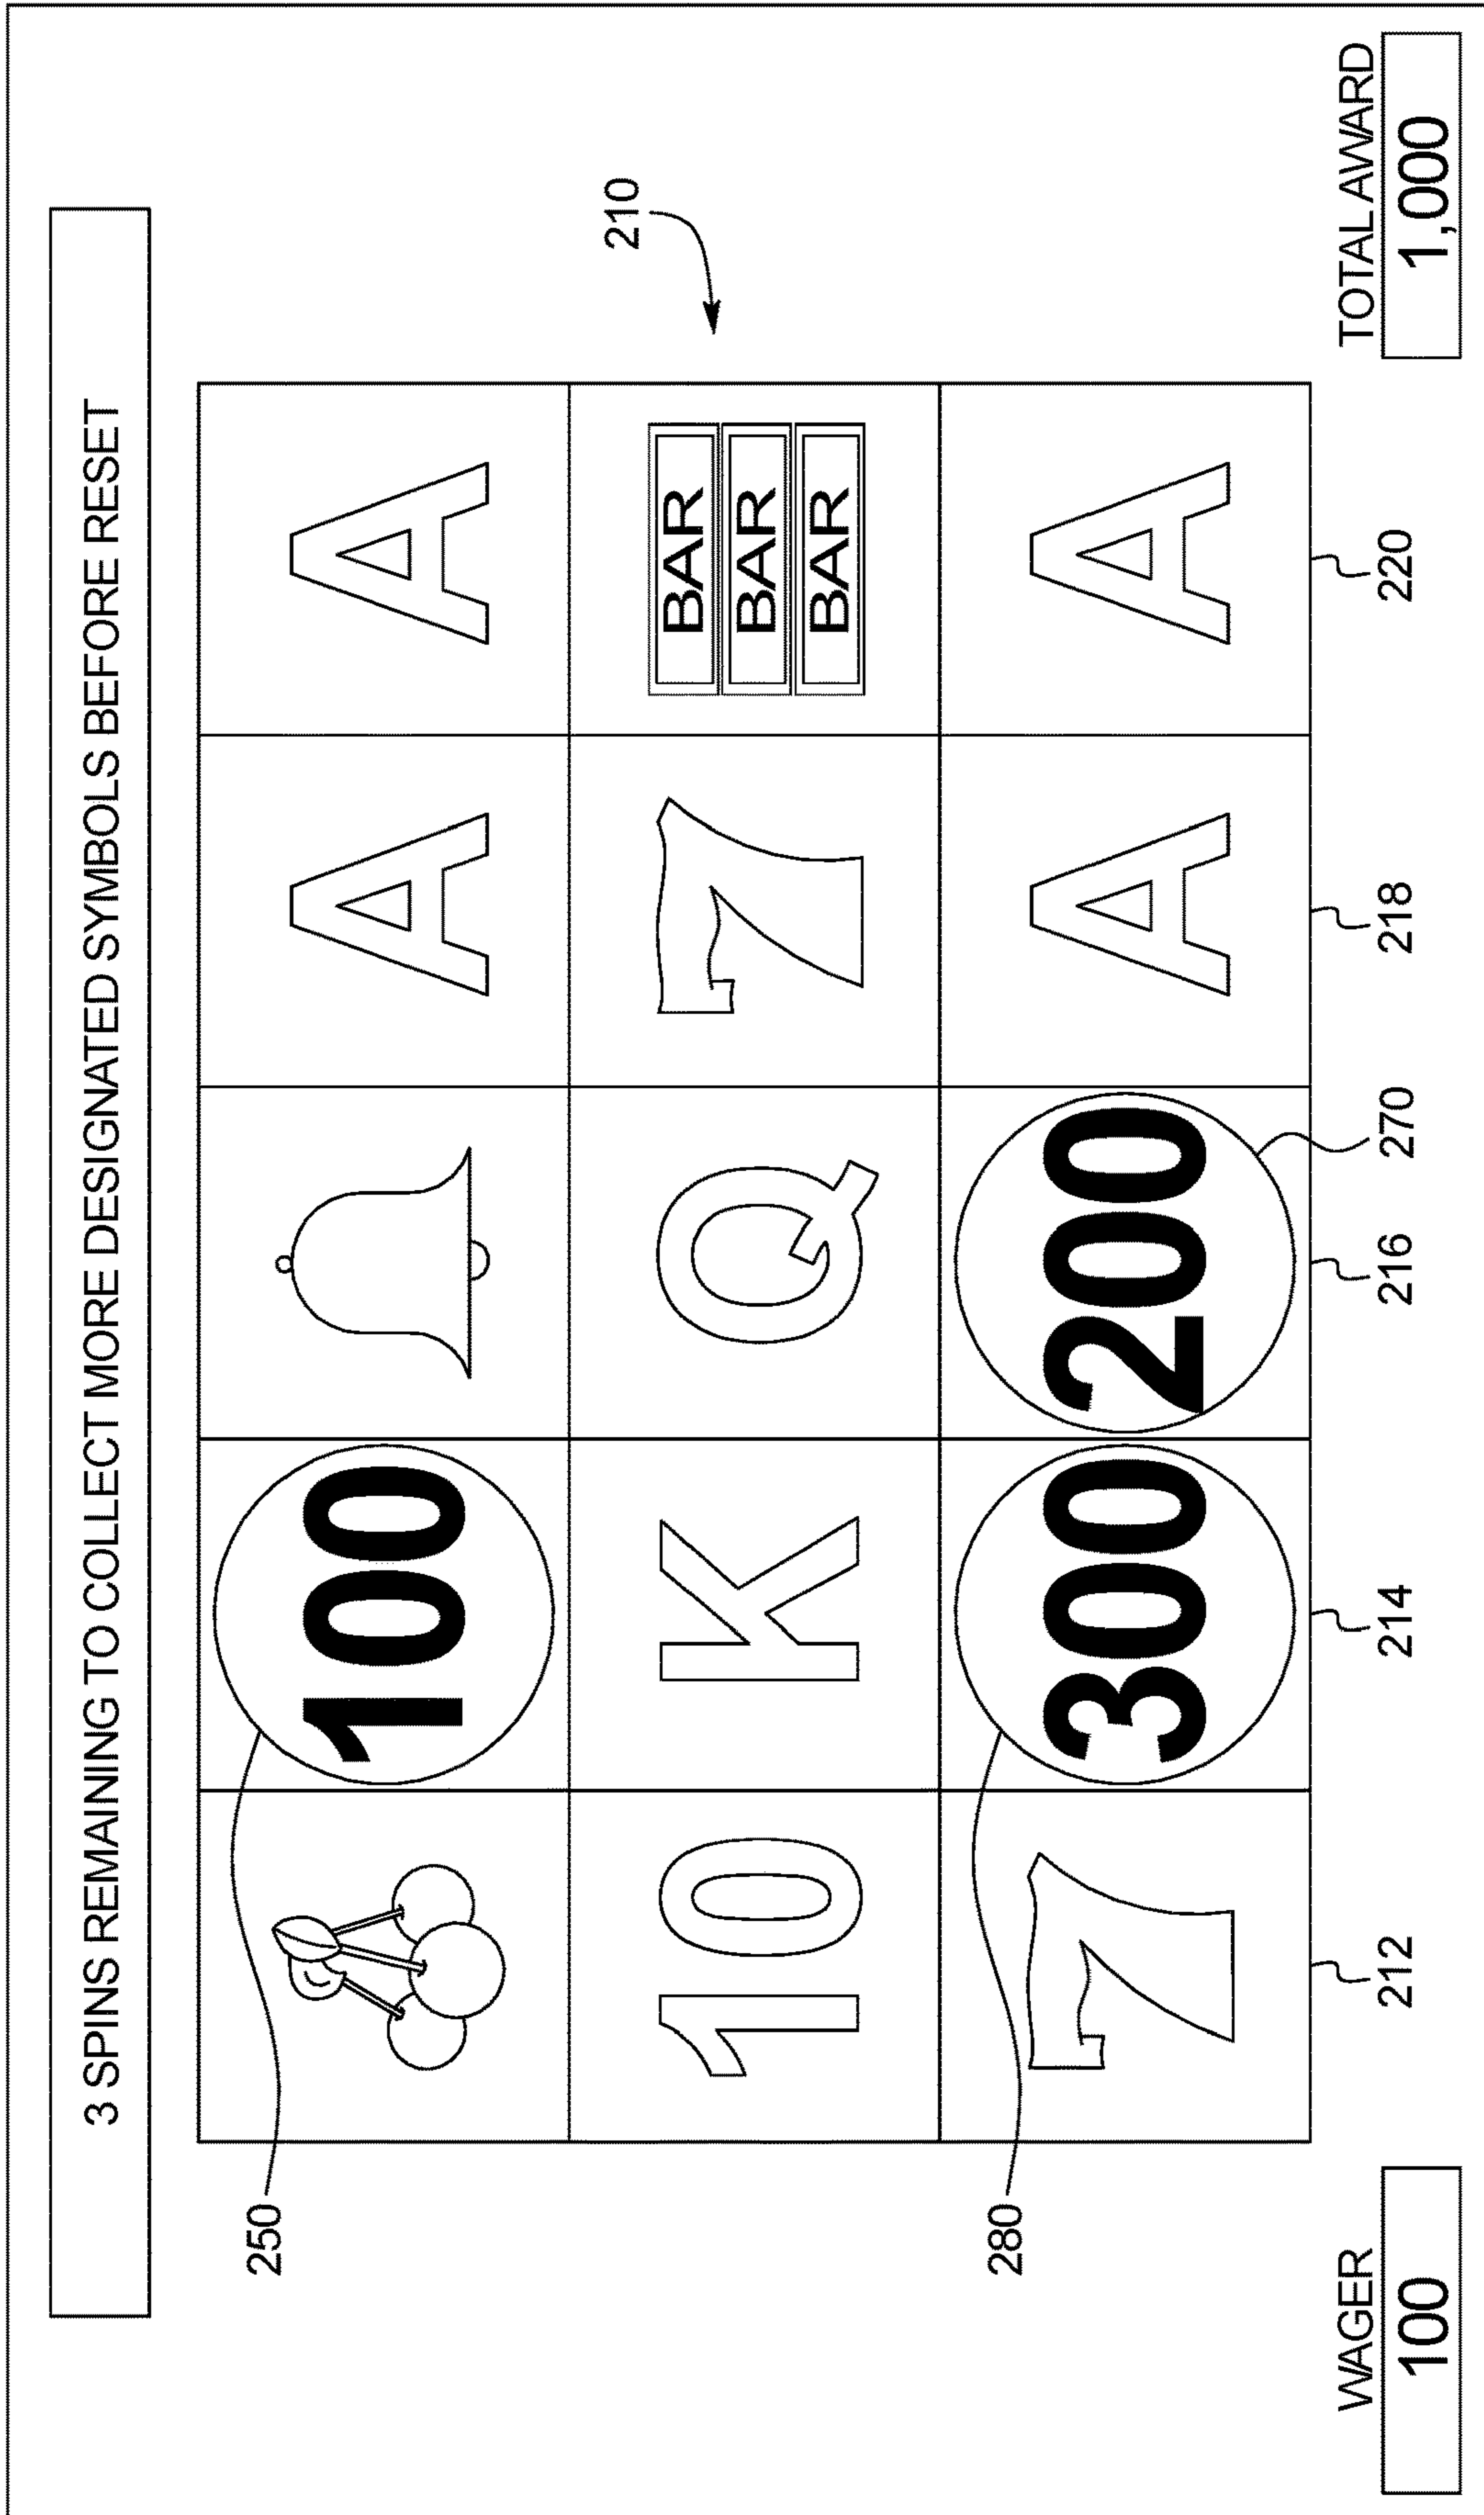 3 SPINS REMAINING TO COLLECT MORE DESIGNATED SYMBOLS BEFORE RESET
250
100
A
A
210
10
K
Q
7
BAR
BAR
BAR
280
7
300
200
A
A
270
212
214
216
218
220
WAGER
100
TOTAL AWARD
1,000